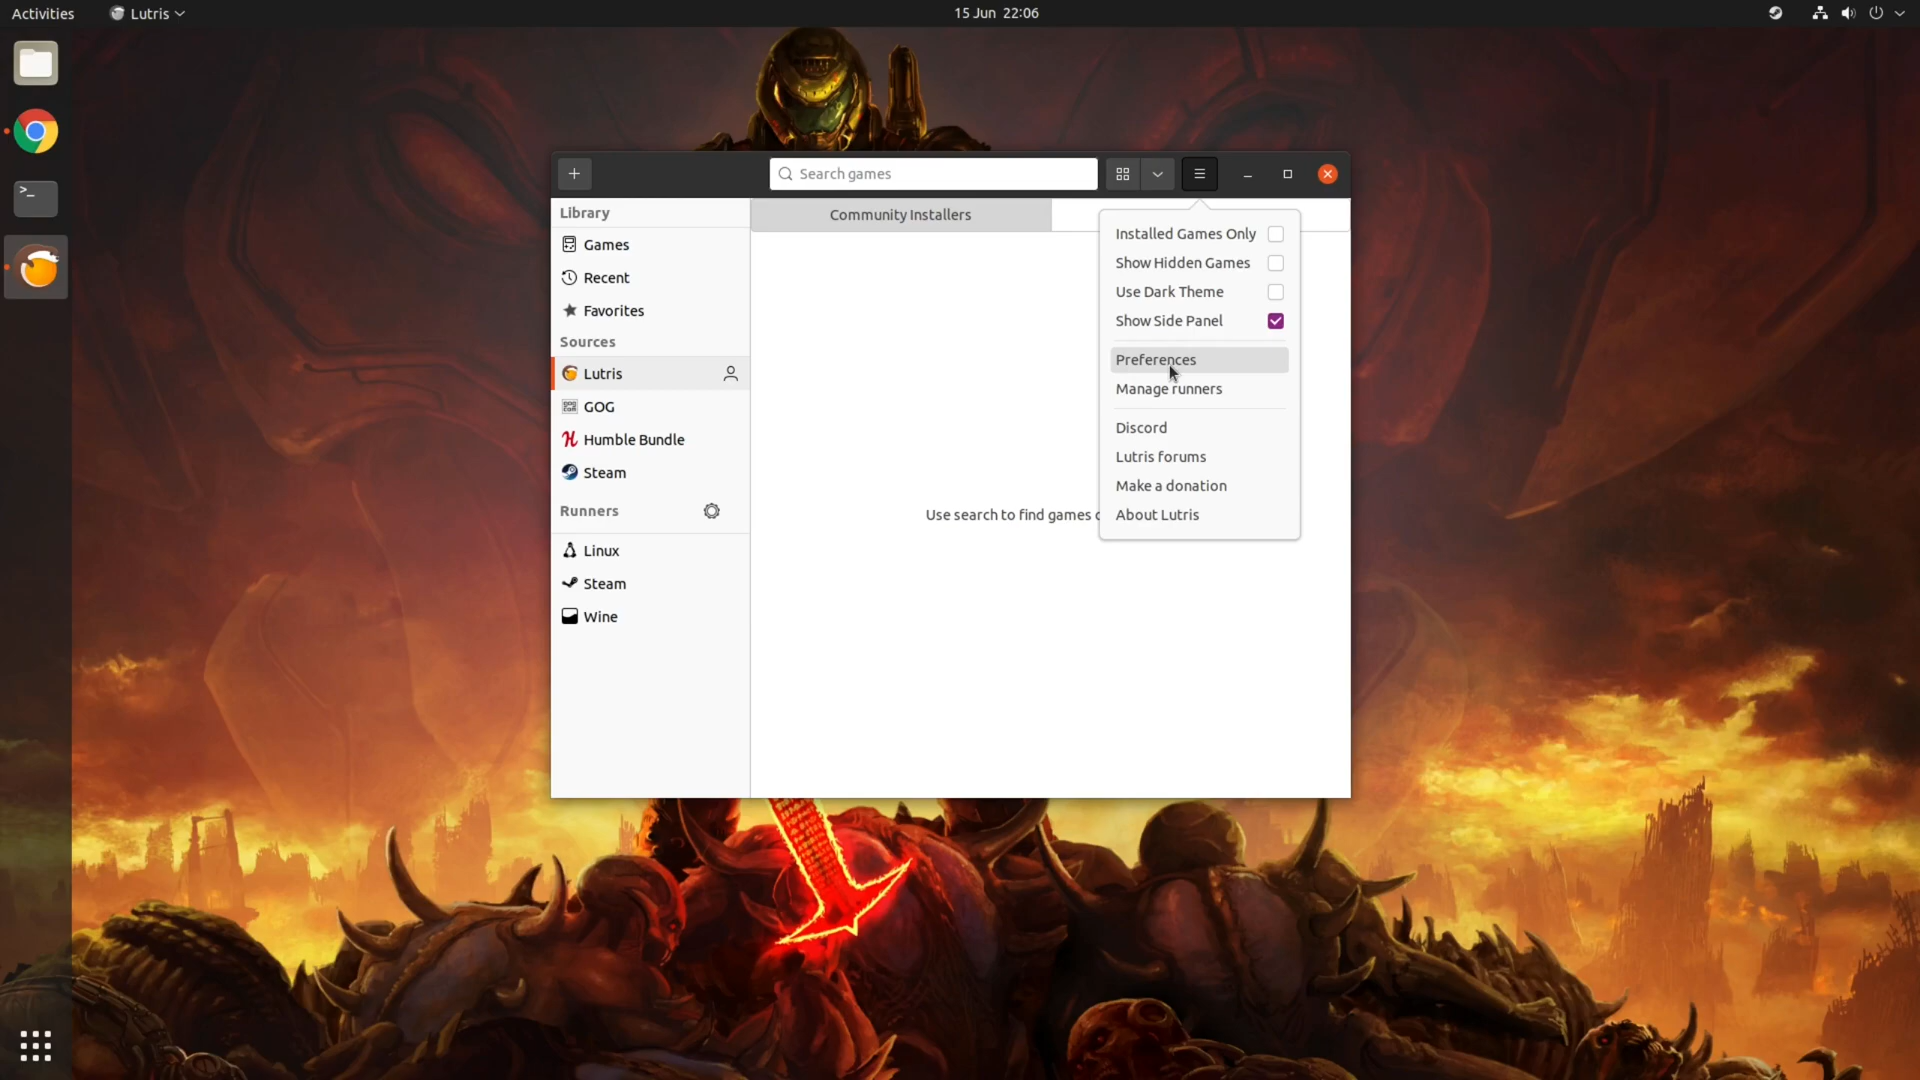 Activities
Lutris
15 Jun 22:06
>_
Search games
Library
Games
Recent
Favorites
Sources
Lutris
GOG
Humble Bundle
Steam
Runners
Linux
Steam
Wine
Community Installers
Use search to find games
Installed Games Only
Show Hidden Games
Use Dark Theme
Show Side Panel
Preferences
Manage runners
Discord
Lutris forums
Make a donation
About Lutris